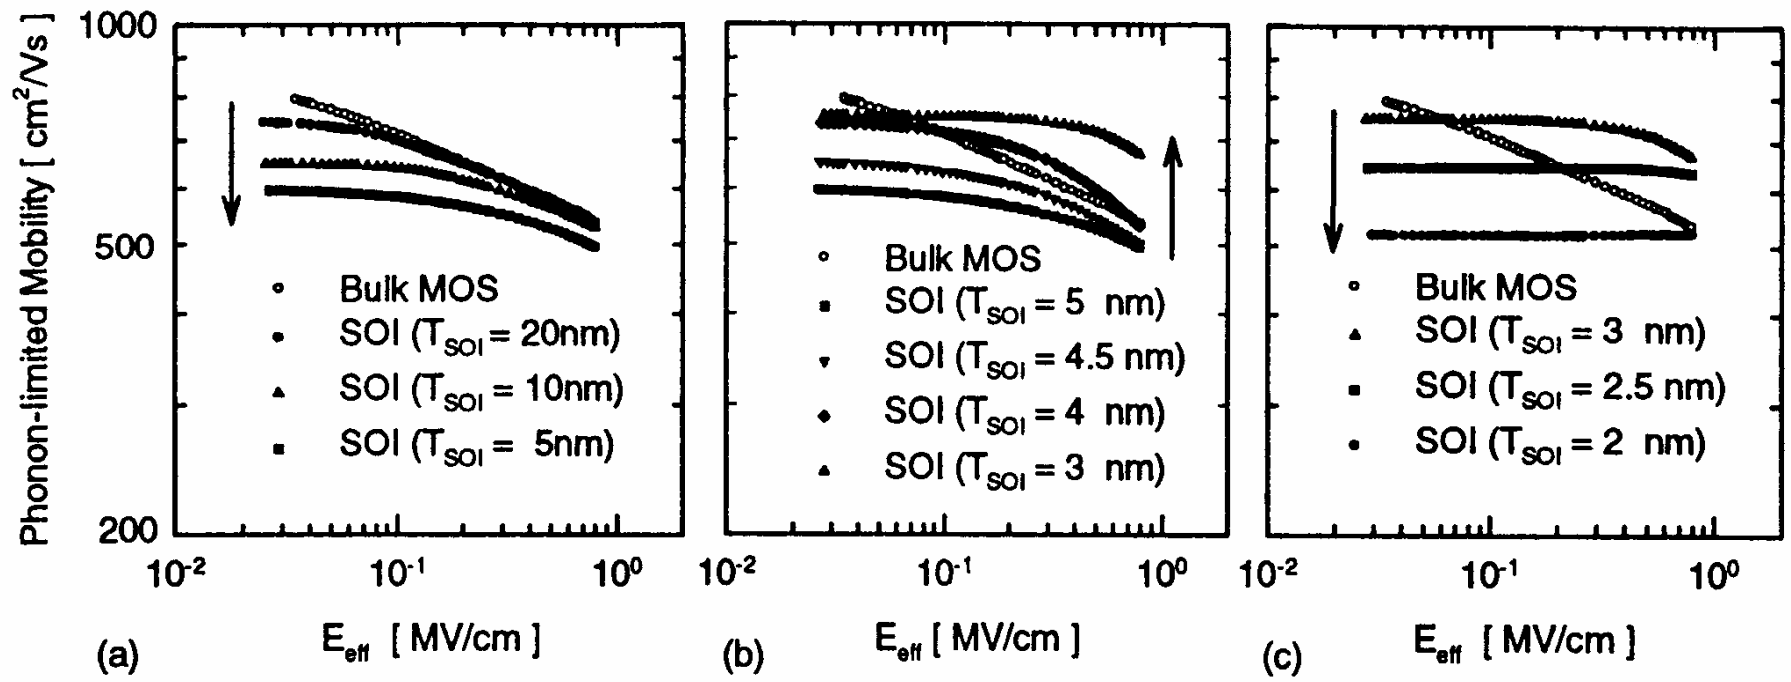 Phonon-limited Mobility [ cm²/Vs ]
1000
500
200
10⁻² 10⁻¹ 10⁰
E_eff [ MV/cm ]
(a)
Bulk MOS
SOI (T_SOI = 20nm)
SOI (T_SOI = 10nm)
SOI (T_SOI = 5nm)
10⁻² 10⁻¹ 10⁰
E_eff [ MV/cm ]
(b)
Bulk MOS
SOI (T_SOI = 5 nm)
SOI (T_SOI = 4.5 nm)
SOI (T_SOI = 4 nm)
SOI (T_SOI = 3 nm)
10⁻² 10⁻¹ 10⁰
E_eff [ MV/cm ]
(c)
Bulk MOS
SOI (T_SOI = 3 nm)
SOI (T_SOI = 2.5 nm)
SOI (T_SOI = 2 nm)